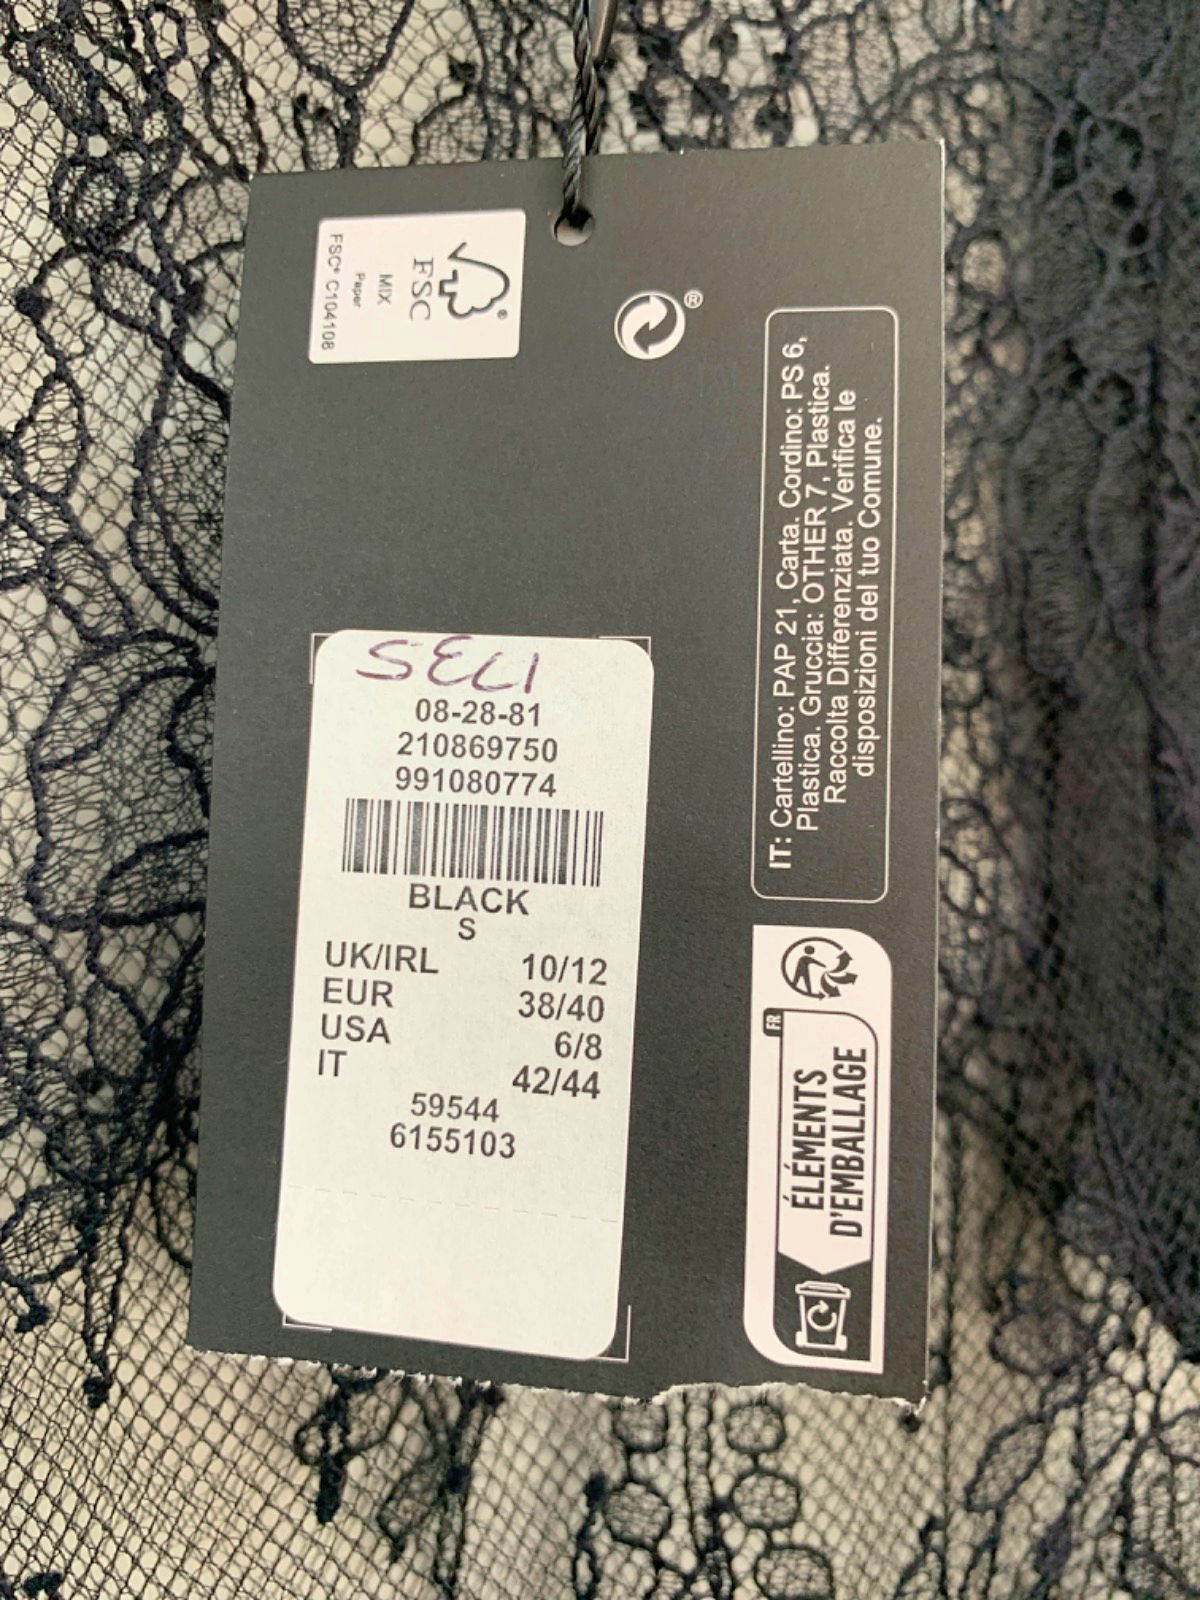 FSC
®
MIX
Paper
FSC® C104108
®
IT: Cartellino: PAP 21, Carta. Cordino: PS 6,
Plastica. Gruccia: OTHER 7, Plastica.
Raccolta Differenziata. Verifica le
disposizioni del tuo Comune.
08-28-81
210869750
991080774
BLACK
S
UK/IRL 10/12
EUR 38/40
USA 6/8
IT 42/44
59544
6155103
FR
ÉLÉMENTS
D'EMBALLAGE